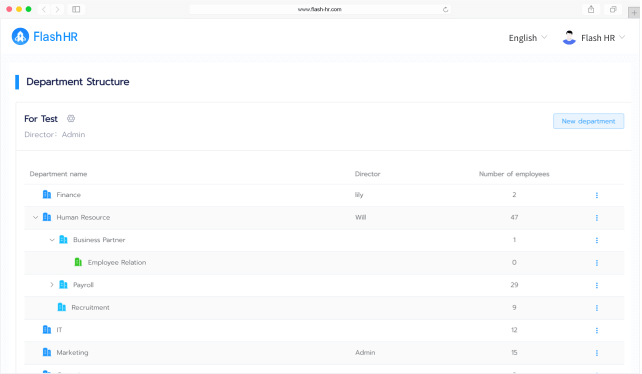 www.flash-hr.com
Flash HR
English
Flash HR
Department Structure
For Test
Director: Admin
New department
Department name Director Number of employees
Finance lily 2
Human Resource Will 47
Business Partner 1
Employee Relation 0
Payroll 29
Recruitment 9
IT 12
Marketing Admin 15